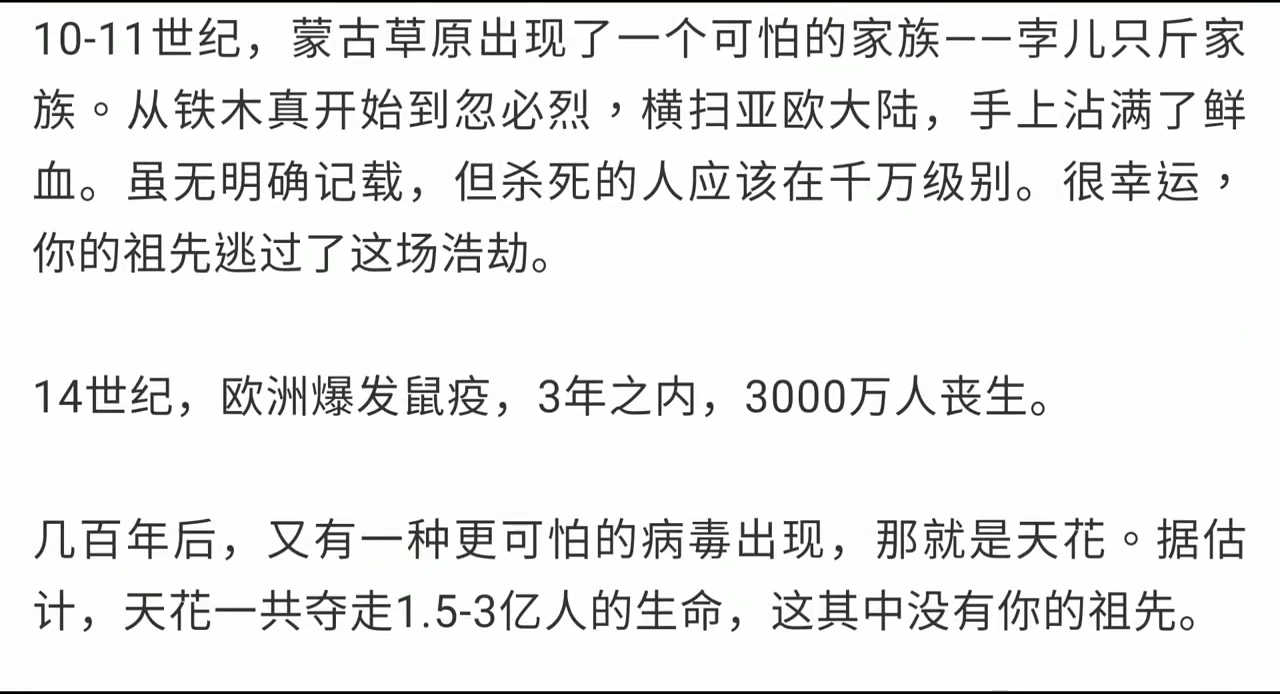 10-11世纪，蒙古草原出现了一个可怕的家族——孛儿只斤家
族。从铁木真开始到忽必烈，横扫亚欧大陆，手上沾满了鲜
血。虽无明确记载，但杀死的人应该在千万级别。很幸运，
你的祖先逃过了这场浩劫。
14世纪，欧洲爆发鼠疫，3年之内，3000万人丧生。
几百年后，又有一种更可怕的病毒出现，那就是天花。据估
计，天花一共夺走1.5-3亿人的生命，这其中没有你的祖先。